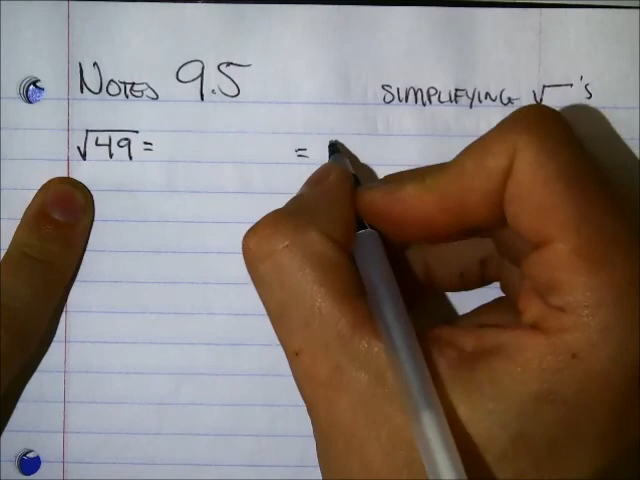 NOTES 9.5
SIMPLIFYING √'s
√49 = =